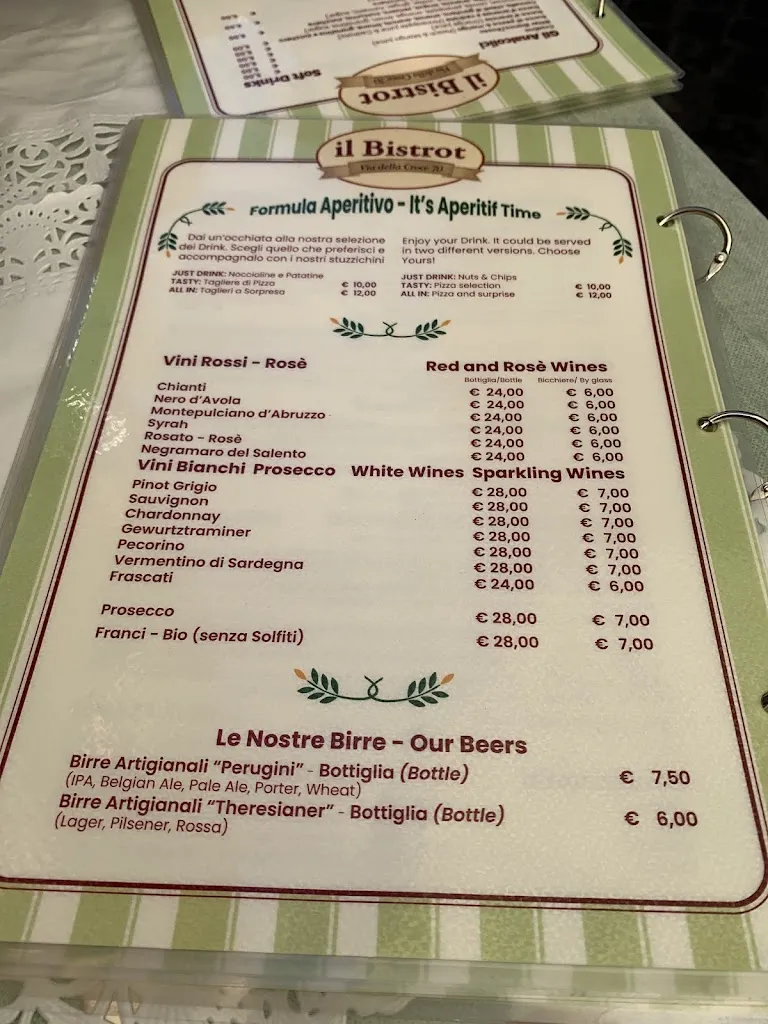 Gli Analcolici
Soft Drinks
il Bistrot
Via della Croce 70
il Bistrot
Via della Croce 70
Formula Aperitivo - It's Aperitif Time
Dai un'occhiata alla nostra selezione
dei Drink. Scegli quello che preferisci e
accompagnalo con i nostri stuzzichini
JUST DRINK: Noccioline e Patatine
TASTY: Tagliere di Pizza € 10,00
ALL IN: Taglieri a Sorpresa € 12,00
Enjoy your Drink. It could be served
in two different versions. Choose
Yours!
JUST DRINK: Nuts & Chips
TASTY: Pizza selection € 10,00
ALL IN: Pizza and surprise € 12,00
Vini Rossi - Rosè Red and Rosè Wines
Bottiglia/Bottle Bicchiere/ By glass
Chianti € 24,00 € 6,00
Nero d'Avola € 24,00 € 6,00
Montepulciano d'Abruzzo € 24,00 € 6,00
Syrah € 24,00 € 6,00
Rosato - Rosè € 24,00 € 6,00
Negramaro del Salento € 24,00 € 6,00
Vini Bianchi Prosecco White Wines Sparkling Wines
Pinot Grigio € 28,00 € 7,00
Sauvignon € 28,00 € 7,00
Chardonnay € 28,00 € 7,00
Gewurtztraminer € 28,00 € 7,00
Pecorino € 28,00 € 7,00
Vermentino di Sardegna € 28,00 € 7,00
Frascati € 24,00 € 6,00
Prosecco € 28,00 € 7,00
Franci - Bio (senza Solfiti) € 28,00 € 7,00
Le Nostre Birre - Our Beers
Birre Artigianali "Perugini" - Bottiglia (Bottle) € 7,50
(IPA, Belgian Ale, Pale Ale, Porter, Wheat)
Birre Artigianali "Theresianer" - Bottiglia (Bottle) € 6,00
(Lager, Pilsener, Rossa)